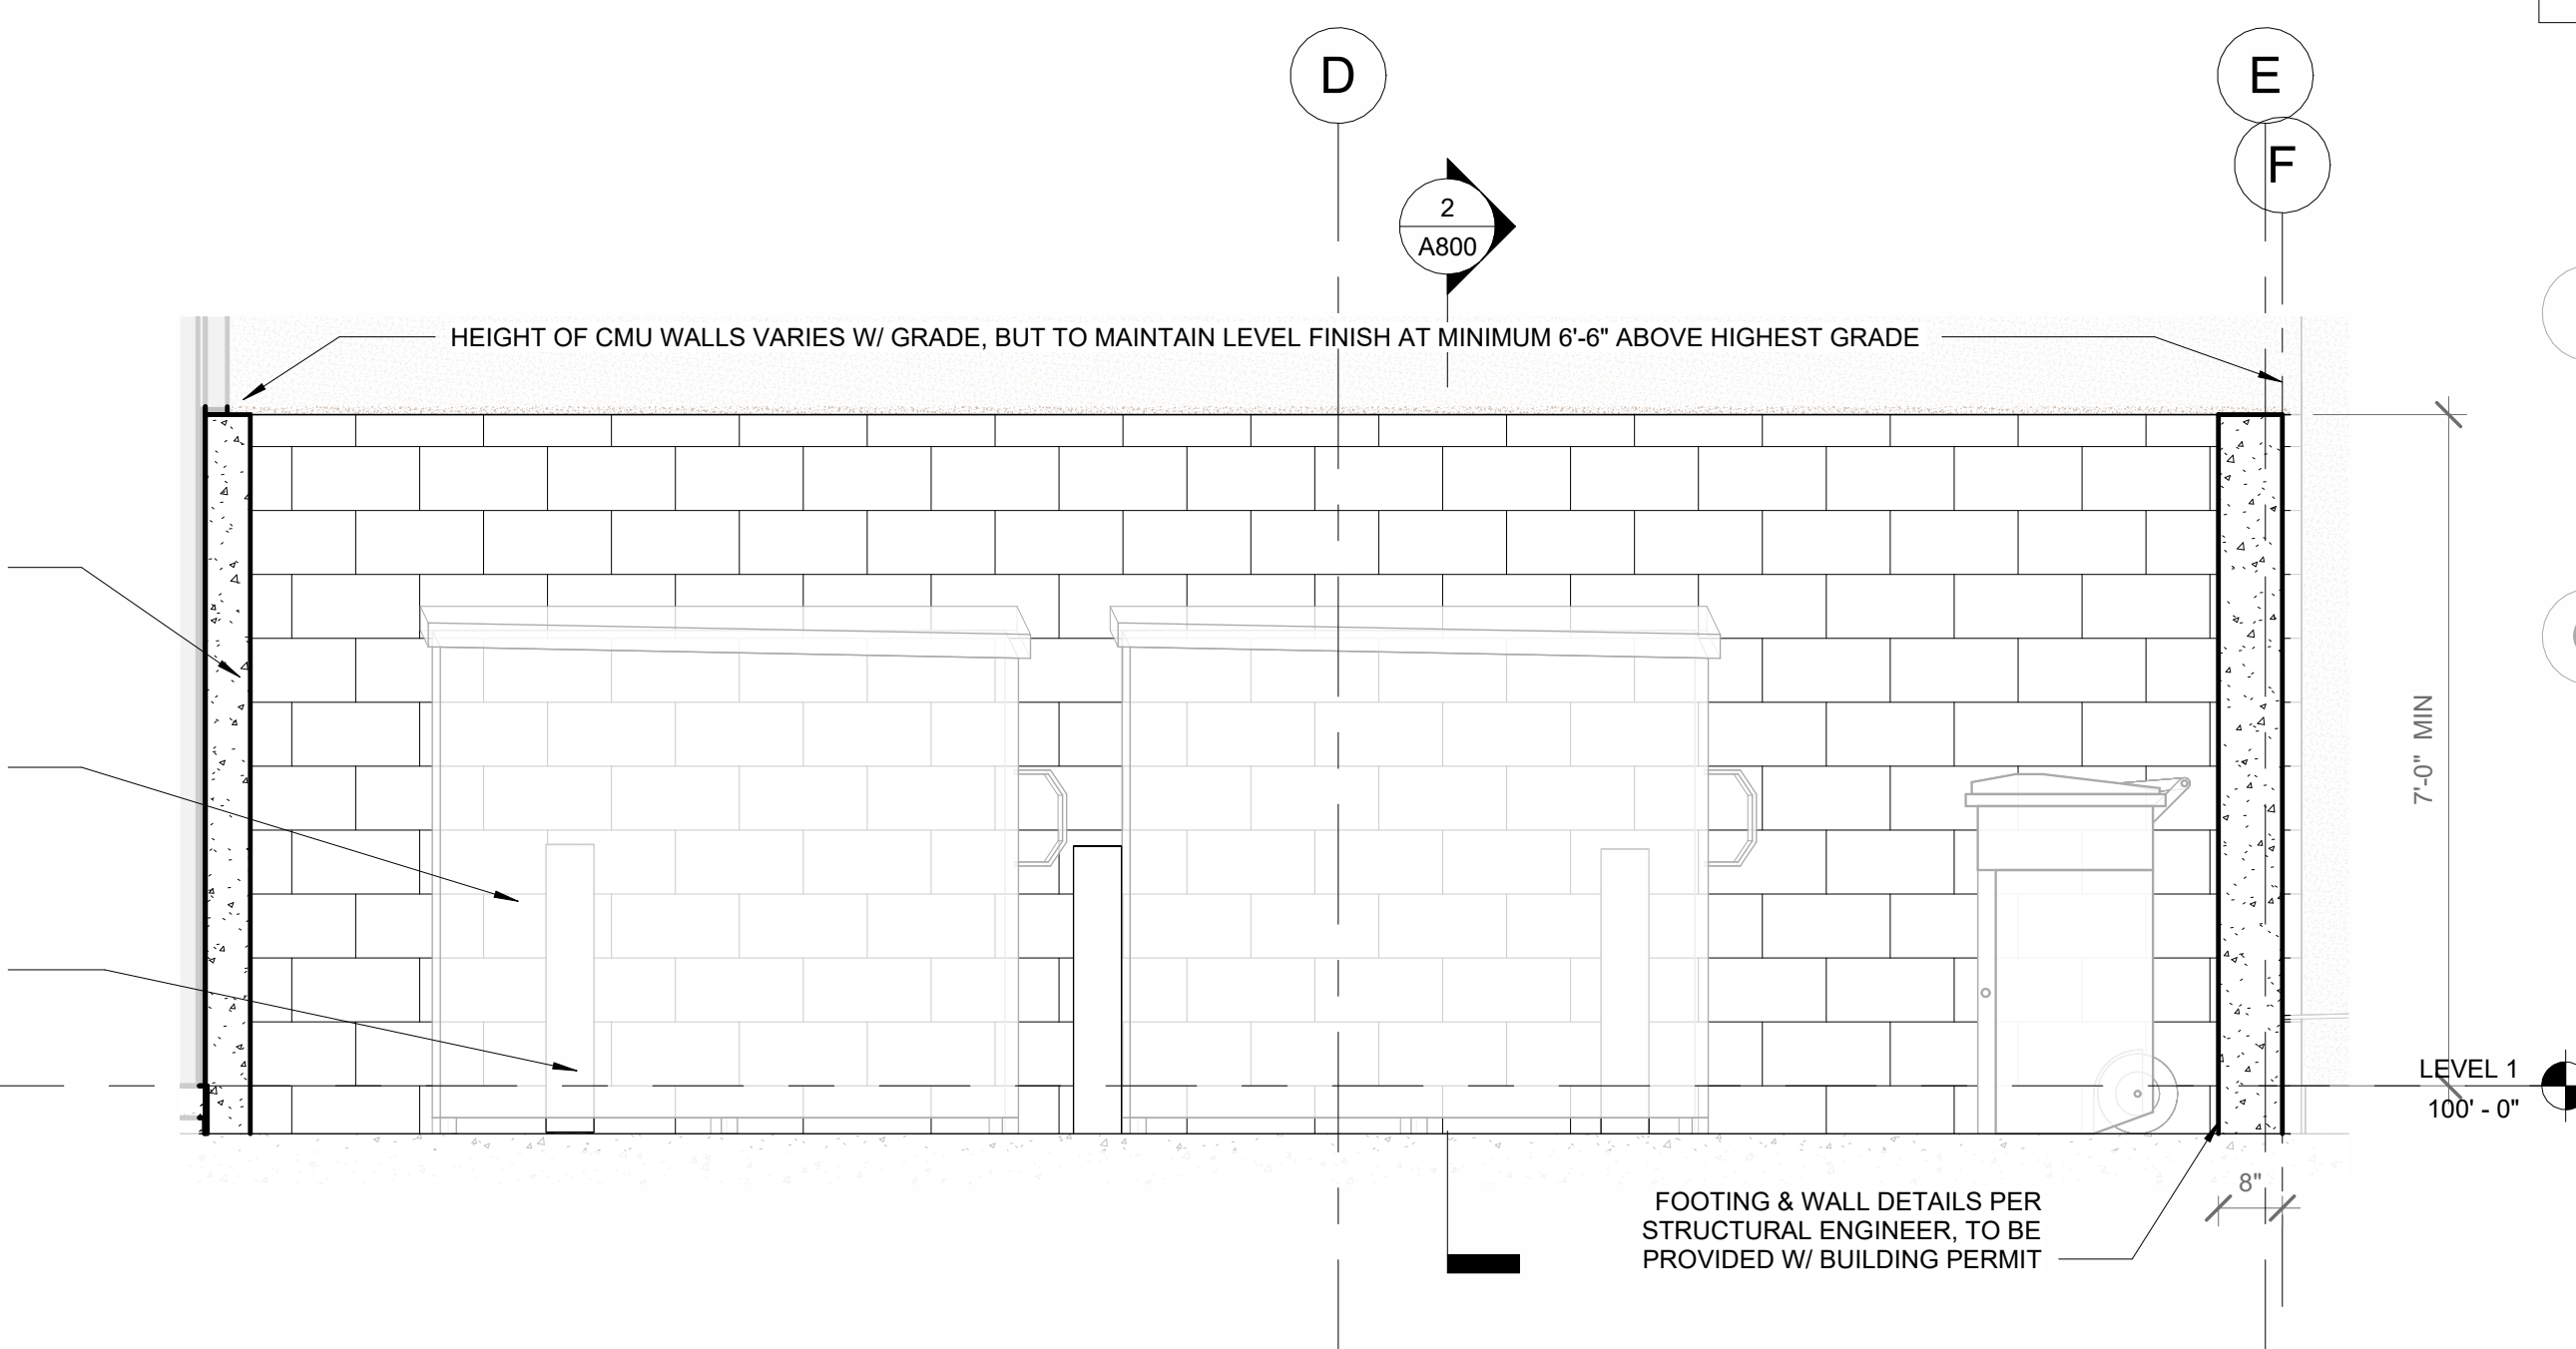 D
E
F
2
A800
HEIGHT OF CMU WALLS VARIES W/ GRADE, BUT TO MAINTAIN LEVEL FINISH AT MINIMUM 6'-6" ABOVE HIGHEST GRADE
7'-0" MIN
LEVEL 1
100' - 0"
8"
FOOTING & WALL DETAILS PER
STRUCTURAL ENGINEER, TO BE
PROVIDED W/ BUILDING PERMIT